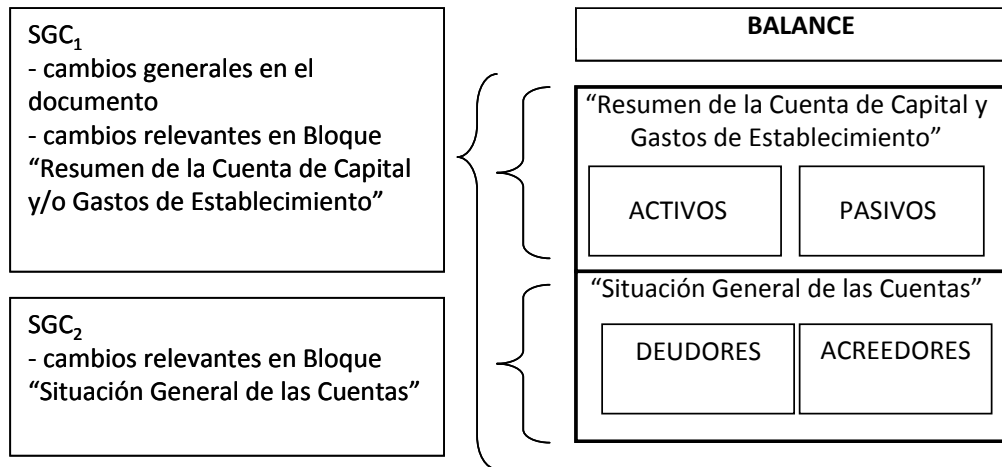 SGC₁
- cambios generales en el
documento
- cambios relevantes en Bloque
“Resumen de la Cuenta de Capital
y/o Gastos de Establecimiento”
SGC₂
- cambios relevantes en Bloque
“Situación General de las Cuentas”
BALANCE
“Resumen de la Cuenta de Capital y
Gastos de Establecimiento”
ACTIVOS
PASIVOS
“Situación General de las Cuentas”
DEUDORES
ACREEDORES